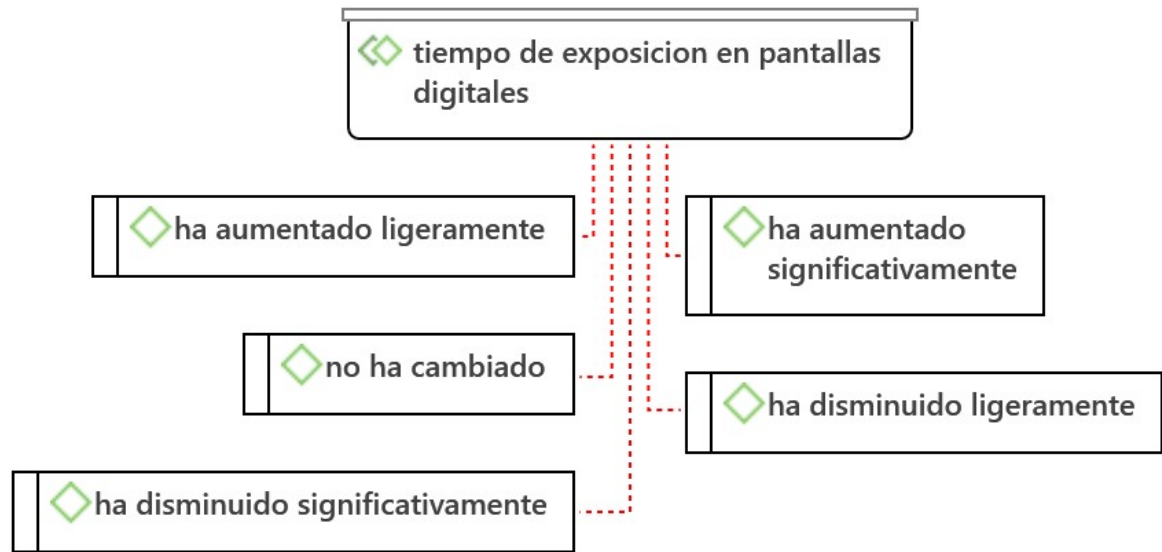 tiempo de exposicion en pantallas
digitales
ha aumentado ligeramente
ha aumentado
significativamente
no ha cambiado
ha disminuido ligeramente
ha disminuido significativamente